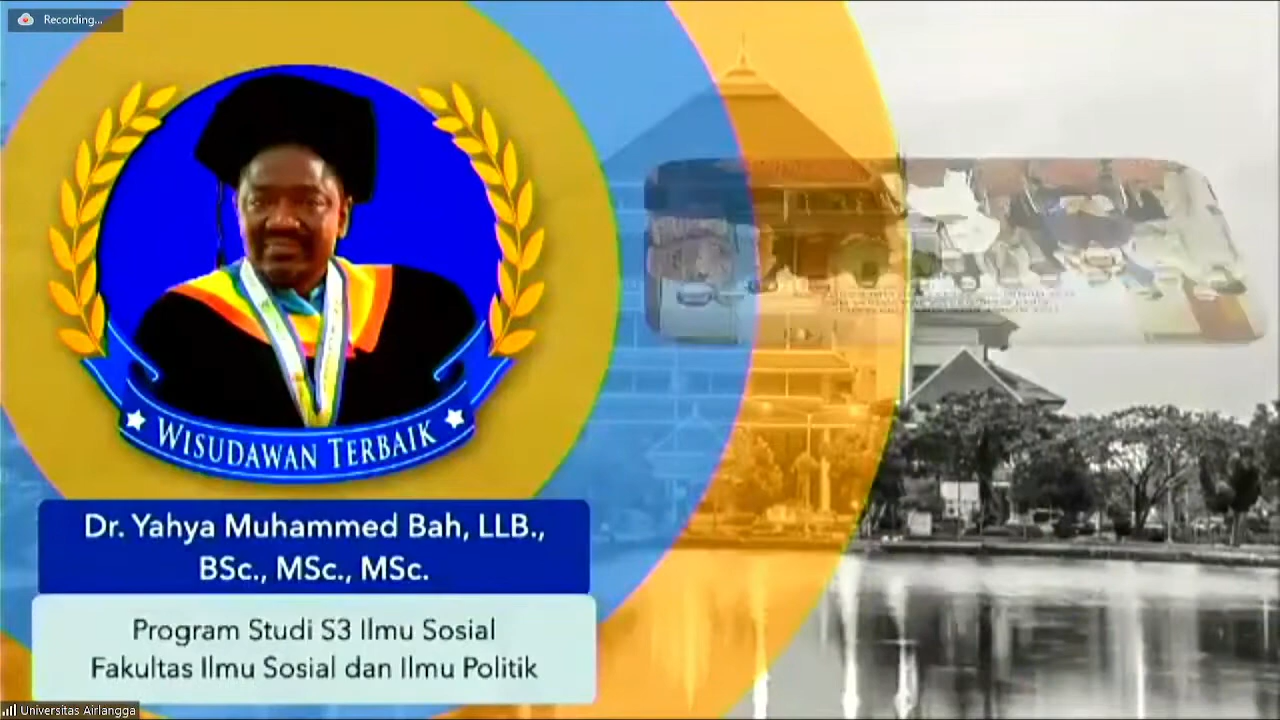 Recording...
WISUDAWAN TERBAIK
Dr. Yahya Muhammed Bah, LLB.,
BSc., MSc., MSc.
Program Studi S3 Ilmu Sosial
Fakultas Ilmu Sosial dan Ilmu Politik
Universitas Airlangga